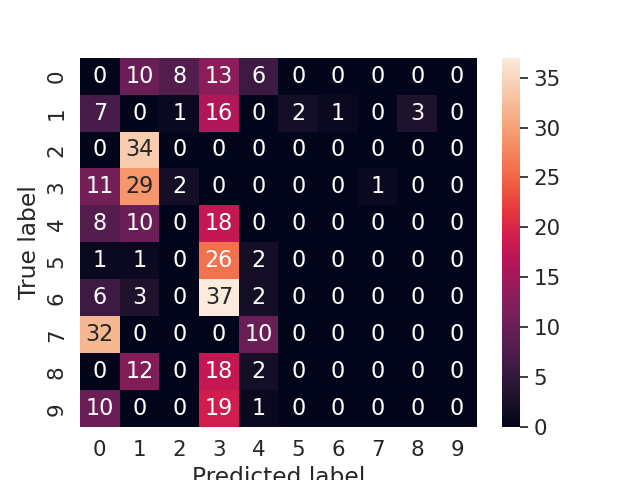 0 0 10 8 13 6 0 0 0 0 0
1 7 0 1 16 0 2 1 0 3 0
2 0 34 0 0 0 0 0 0 0 0
3 11 29 2 0 0 0 0 1 0 0
4 8 10 0 18 0 0 0 0 0 0
5 1 1 0 26 2 0 0 0 0 0
6 6 3 0 37 2 0 0 0 0 0
7 32 0 0 0 10 0 0 0 0 0
8 0 12 0 18 2 0 0 0 0 0
9 10 0 0 19 1 0 0 0 0 0
0 1 2 3 4 5 6 7 8 9
Predicted label
True label
35
30
25
20
15
10
5
0